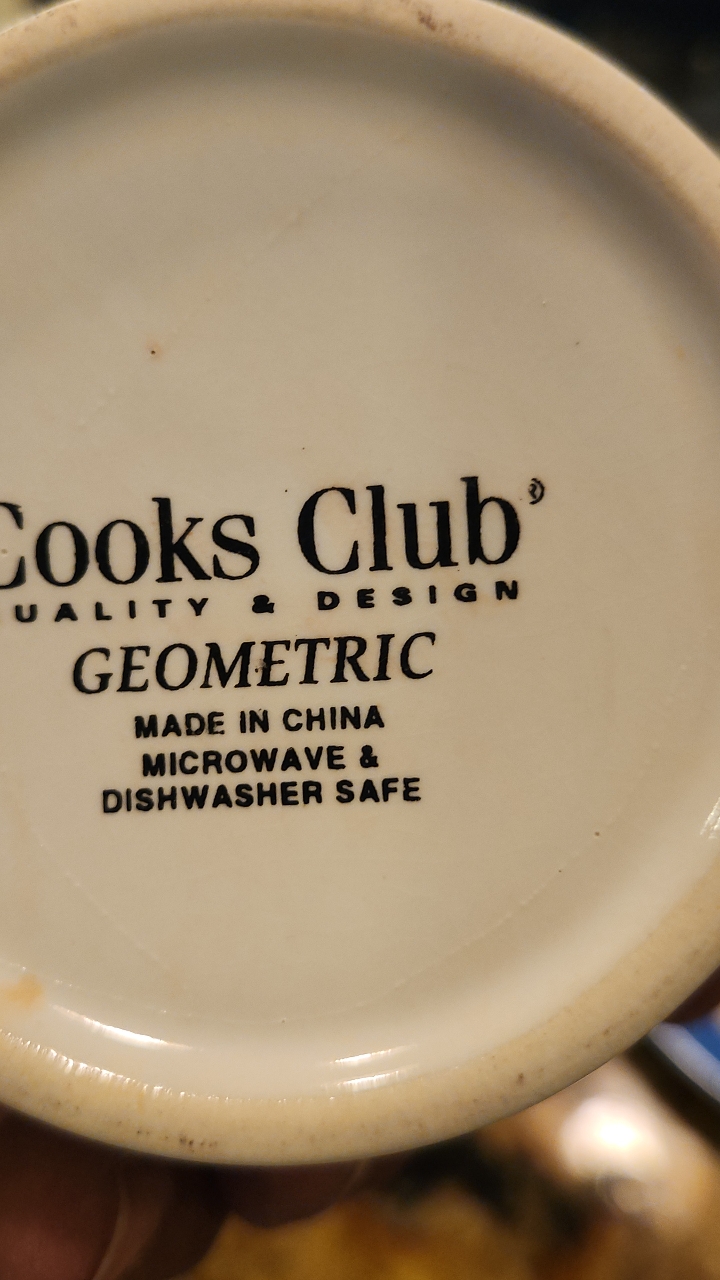 Cooks Club®
UALITY & DESIGN
GEOMETRIC
MADE IN CHINA
MICROWAVE &
DISHWASHER SAFE